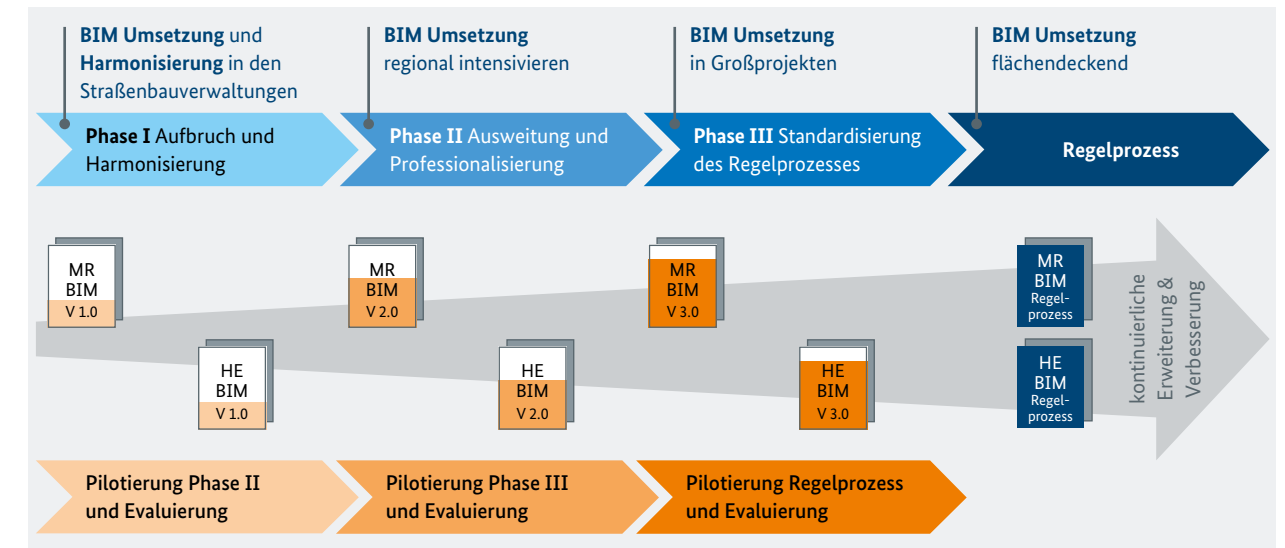 BIM Umsetzung und
Harmonisierung in den
Straßenbauverwaltungen
BIM Umsetzung
regional intensivieren
BIM Umsetzung
in Großprojekten
BIM Umsetzung
flächendeckend
Phase I Aufbruch und
Harmonisierung
Phase II Ausweitung und
Professionalisierung
Phase III Standardisierung
des Regelprozesses
Regelprozess
MR
BIM
V 1.0
MR
BIM
V 2.0
MR
BIM
V 3.0
MR
BIM
Regel-
prozess
HE
BIM
V 1.0
HE
BIM
V 2.0
HE
BIM
V 3.0
HE
BIM
Regel-
prozess
kontinuierliche
Erweiterung &
Verbesserung
Pilotierung Phase II
und Evaluierung
Pilotierung Phase III
und Evaluierung
Pilotierung Regelprozess
und Evaluierung